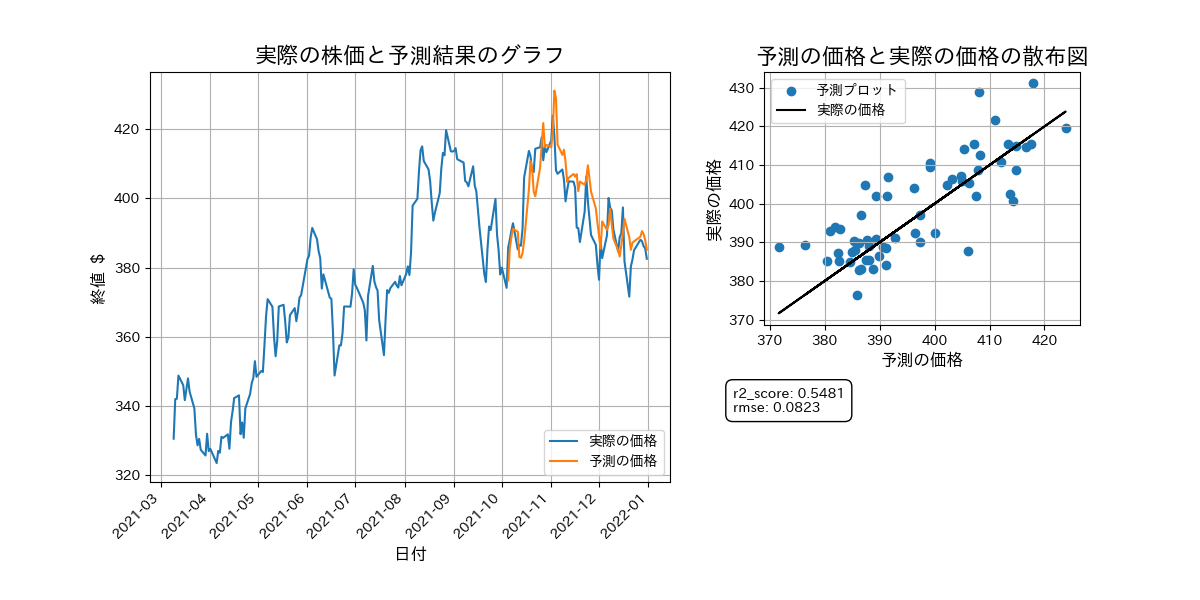 実際の株価と予測結果のグラフ
終値 $
420
400
380
360
340
320
2021-03
2021-04
2021-05
2021-06
2021-07
2021-08
2021-09
2021-10
2021-11
2021-12
2022-01
日付
実際の価格
予測の価格
予測の価格と実際の価格の散布図
実際の価格
430
420
410
400
390
380
370
370
380
390
400
410
420
予測の価格
予測プロット
実際の価格
r2_score: 0.5481
rmse: 0.0823